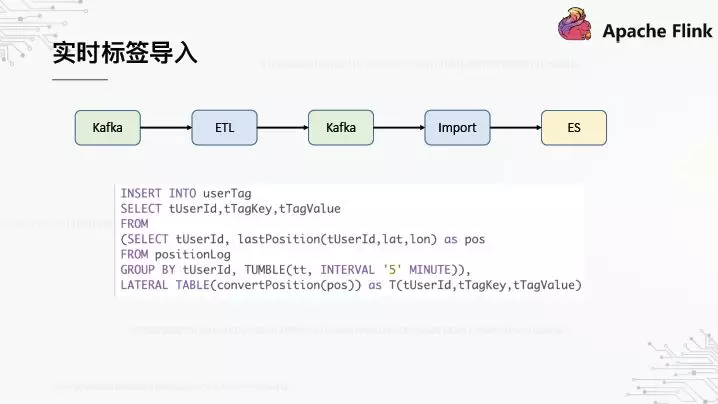 Apache Flink
实时标签导入
Kafka
ETL
Kafka
Import
ES
INSERT INTO userTag
SELECT tUserId,tTagKey,tTagValue
FROM
(SELECT tUserId, lastPosition(tUserId,lat,lon) as pos
FROM positionLog
GROUP BY tUserId, TUMBLE(tt, INTERVAL '5' MINUTE)),
LATERAL TABLE(convertPosition(pos)) as T(tUserId,tTagKey,tTagValue)